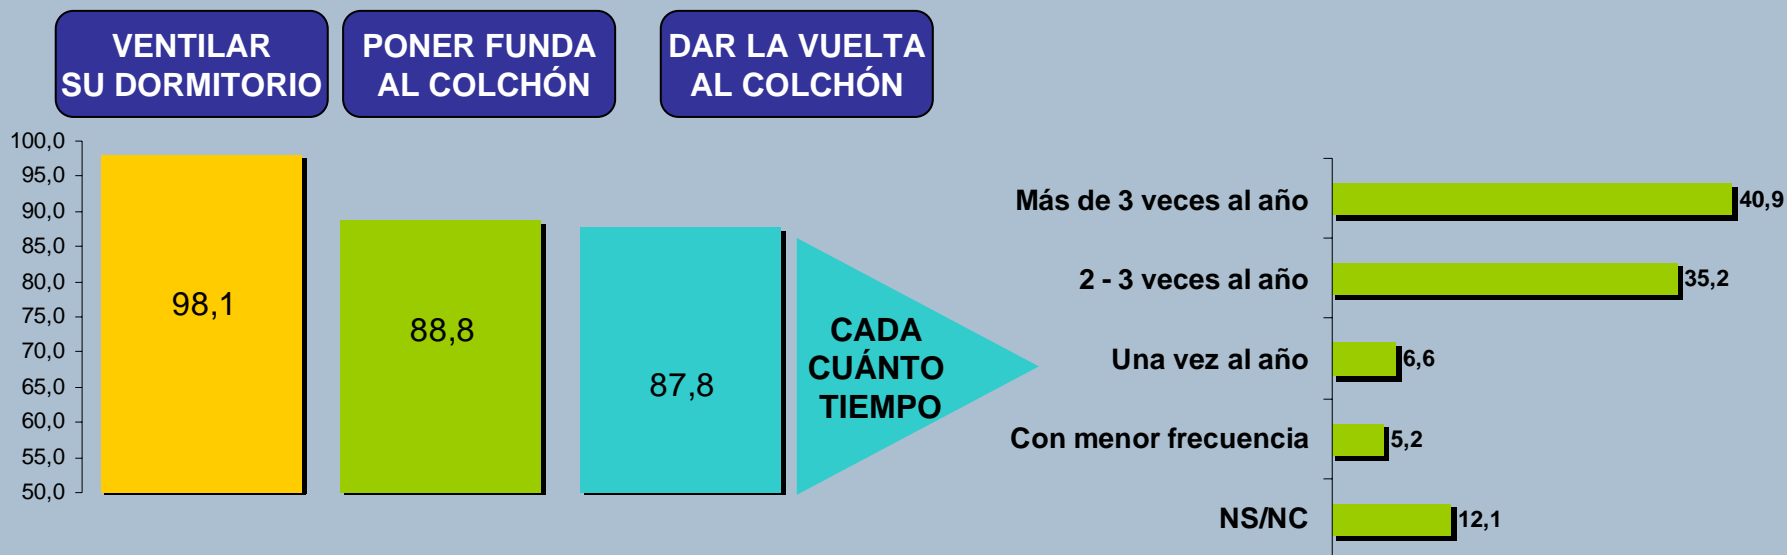 VENTILAR
SU DORMITORIO
PONER FUNDA
AL COLCHÓN
DAR LA VUELTA
AL COLCHÓN
100,0
95,0
90,0
85,0
80,0
75,0
70,0
65,0
60,0
55,0
50,0
98,1
88,8
87,8
CADA
CUÁNTO
TIEMPO
Más de 3 veces al año 40,9
2 - 3 veces al año 35,2
Una vez al año 6,6
Con menor frecuencia 5,2
NS/NC 12,1